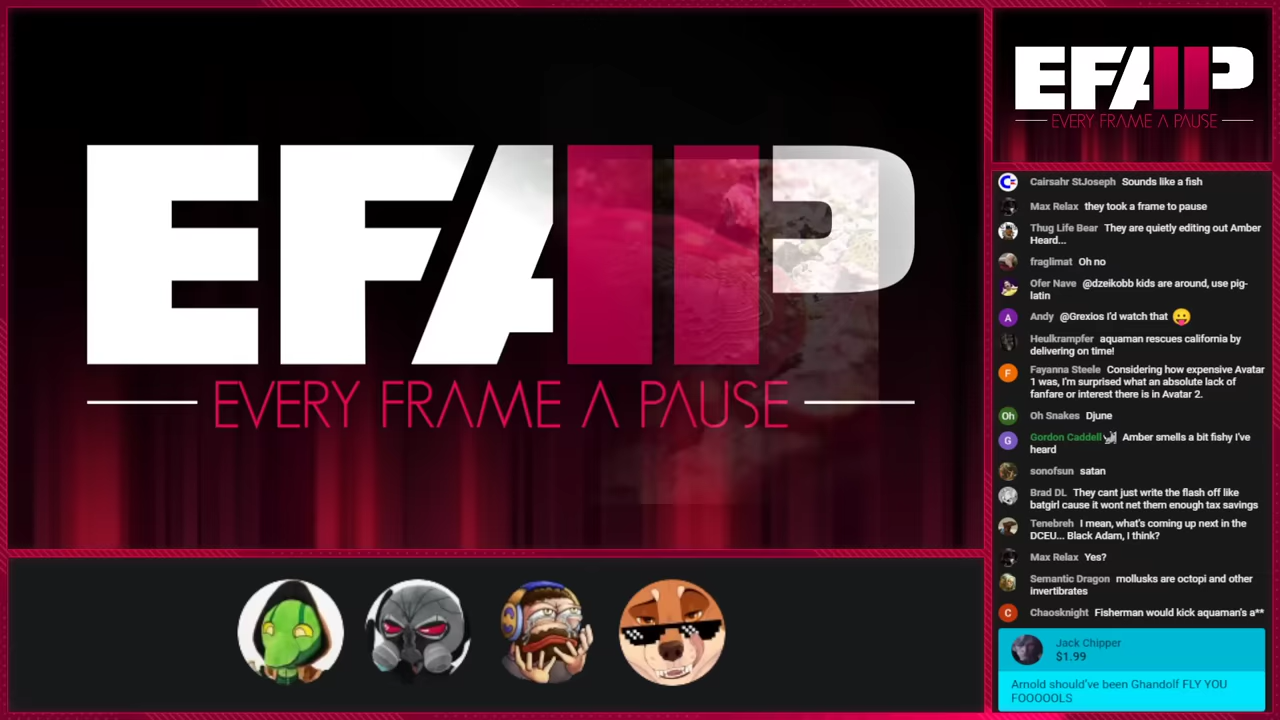 EFAP
EVERY FRAME A PAUSE
EFAP
EVERY FRAME A PAUSE
Cairsahr StJoseph Sounds like a fish
Max Relax they took a frame to pause
Thug Life Bear They are quietly editing out Amber
Heard...
fraglimat Oh no
Ofer Nave @dzeikobb kids are around, use pig-
latin
A Andy @Grexios I'd watch that 😛
Heulkrampfer aquaman rescues california by
delivering on time!
F Fayanna Steele Considering how expensive Avatar
1 was, I'm surprised what an absolute lack of
fanfare or interest there is in Avatar 2.
Oh Oh Snakes Djune
G Gordon Caddell Amber smells a bit fishy I've
heard
sonofsun satan
Brad DL They cant just write the flash off like
batgirl cause it wont net them enough tax savings
Tenebreh I mean, what's coming up next in the
DCEU... Black Adam, I think?
Max Relax Yes?
Semantic Dragon mollusks are octopi and other
invertibrates
C Chaosknight Fisherman would kick aquaman's a**
Jack Chipper
$1.99
Arnold should've been Ghandolf FLY YOU
FOOOOOLS